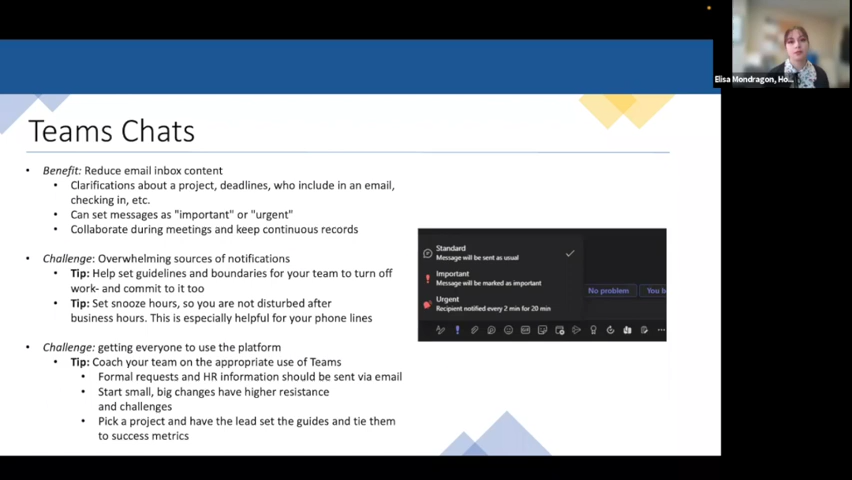 Elisa Mondragon, Ho...
Teams Chats
• Benefit: Reduce email inbox content
• Clarifications about a project, deadlines, who include in an email,
checking in, etc.
• Can set messages as "important" or "urgent"
• Collaborate during meetings and keep continuous records
• Challenge: Overwhelming sources of notifications
• Tip: Help set guidelines and boundaries for your team to turn off
work- and commit to it too
• Tip: Set snooze hours, so you are not disturbed after
business hours. This is especially helpful for your phone lines
• Challenge: getting everyone to use the platform
• Tip: Coach your team on the appropriate use of Teams
• Formal requests and HR information should be sent via email
• Start small, big changes have higher resistance
and challenges
• Pick a project and have the lead set the guides and tie them
to success metrics
Standard
Message will be sent as usual
Important
Message will be marked as important
Urgent
Recipient notified every 2 min for 20 min
No problem
You